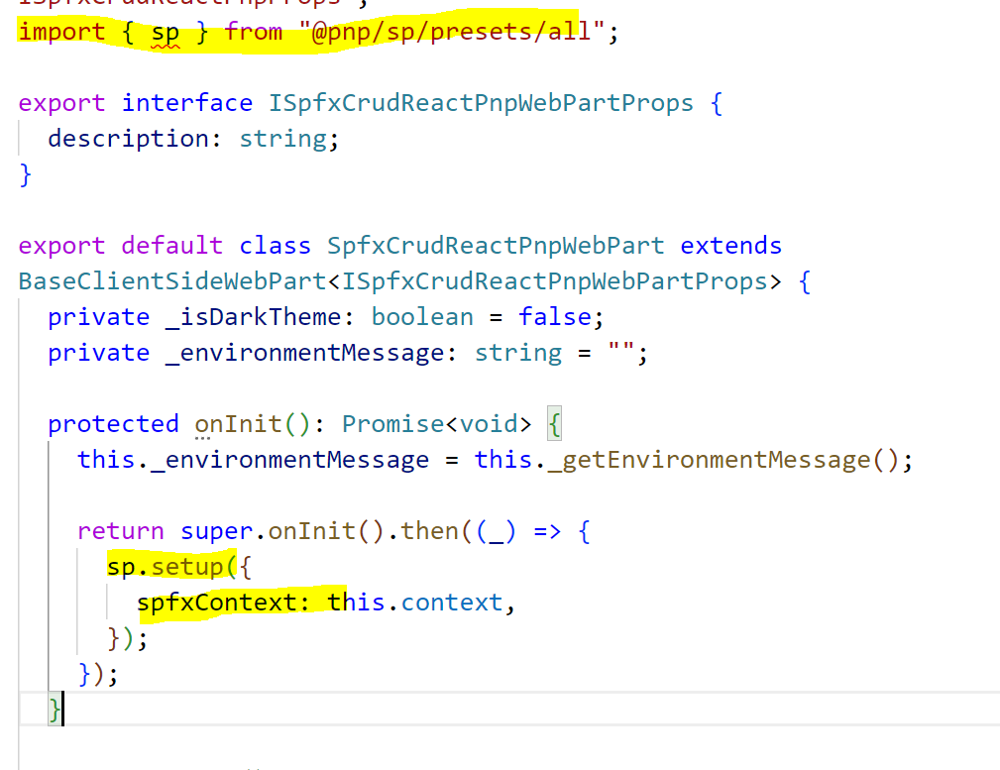 ISpfxCrudReactPnpProps";
import { sp } from "@pnp/sp/presets/all";
export interface ISpfxCrudReactPnpWebPartProps {
description: string;
}
export default class SpfxCrudReactPnpWebPart extends
BaseClientSideWebPart<ISpfxCrudReactPnpWebPartProps> {
private _isDarkTheme: boolean = false;
private _environmentMessage: string = "";
protected onInit(): Promise<void> {
this._environmentMessage = this._getEnvironmentMessage();
return super.onInit().then((_) => {
sp.setup({
spfxContext: this.context,
});
});
}